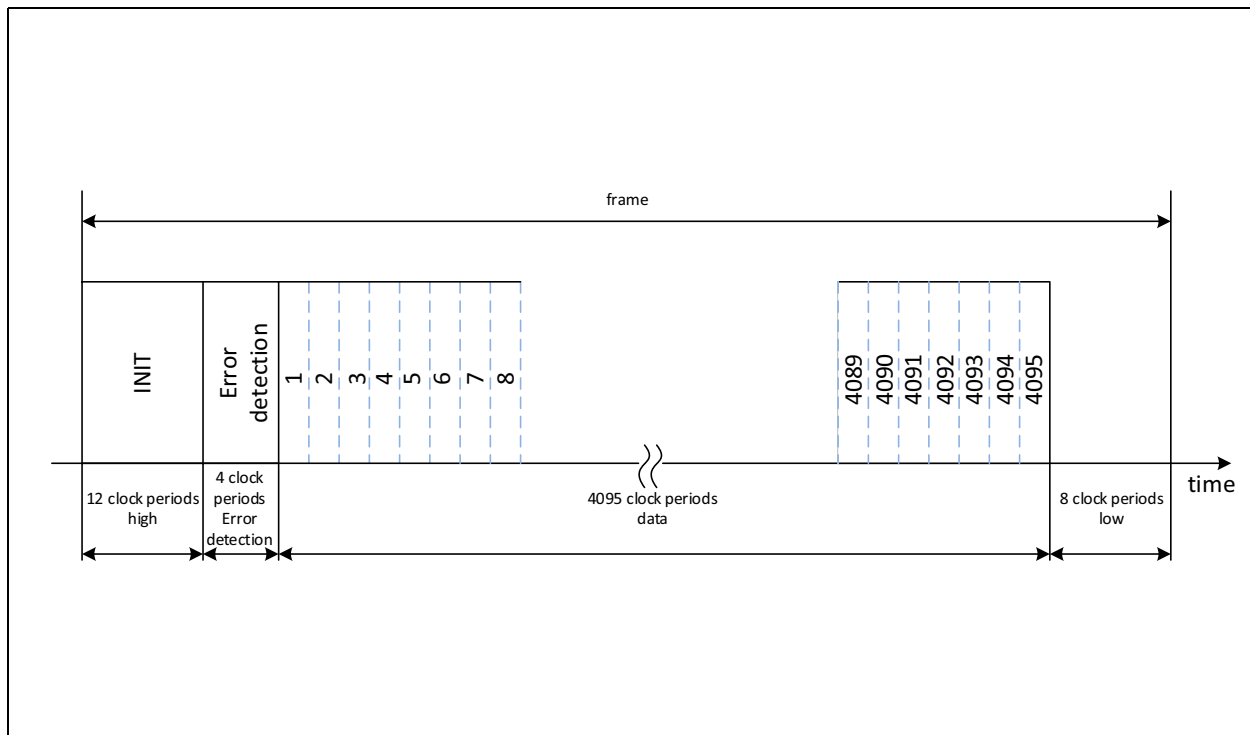 frame
INIT
Error
detection
1
2
3
4
5
6
7
8
4089
4090
4091
4092
4093
4094
4095
time
12 clock periods
high
4 clock
periods
Error
detection
4095 clock periods
data
8 clock periods
low